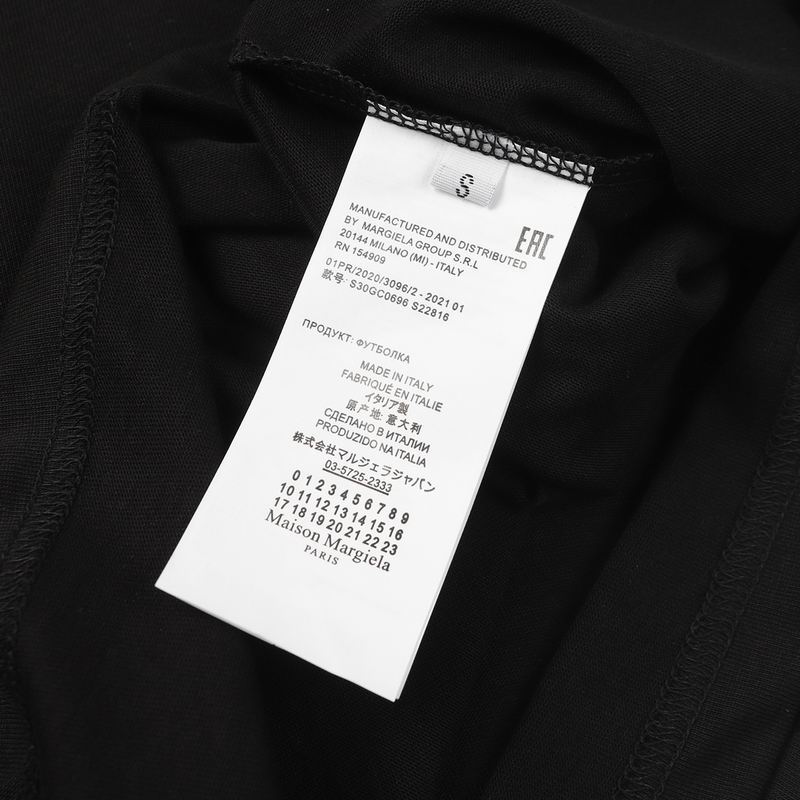 S
MANUFACTURED AND DISTRIBUTED
BY MARGIELA GROUP S.R.L
20144 MILANO (MI) - ITALY
RN 154909
EAC
01PR/2020/3096/2 - 2021 01
款号: S30GC0696 S22816
ПРОДУКТ: ФУТБОЛКА
MADE IN ITALY
FABRIQUÉ EN ITALIE
イタリア製
原产地: 意大利
СДЕЛАНО В ИТАЛИИ
PRODUZIDO NA ITALIA
株式会社マルジェラジャパン
03-5725-2333
0 1 2 3 4 5 6 7 8 9
10 11 12 13 14 15 16
17 18 19 20 21 22 23
Maison Margiela
PARIS